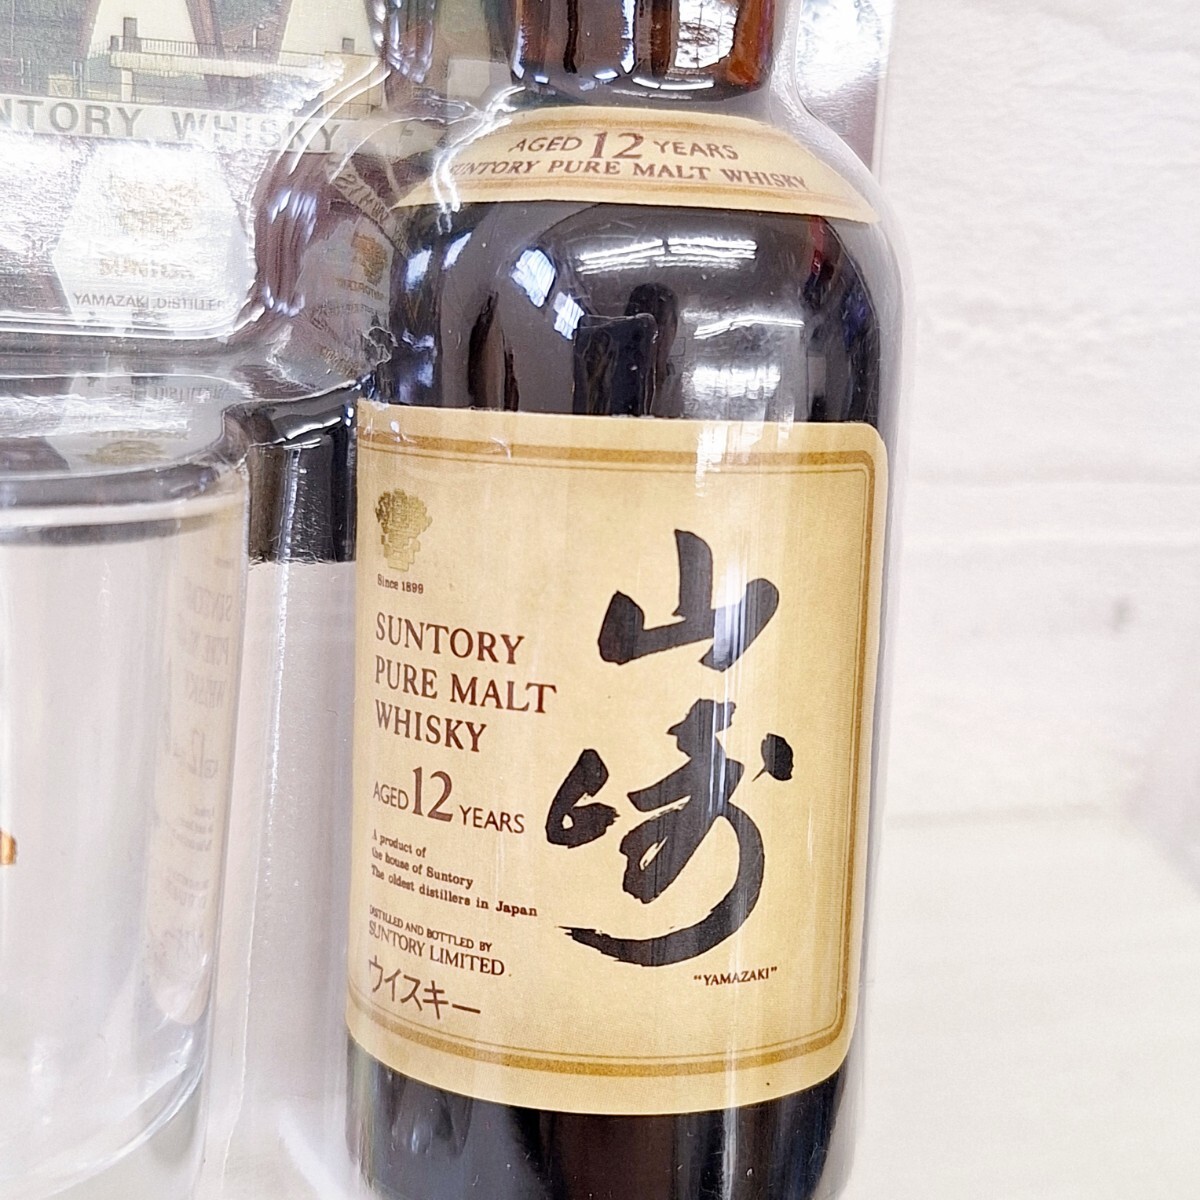 NTORY WHISKY
YAMAZAKI DISTILLE
AGED 12 YEARS
SUNTORY PURE MALT WHISKY
Since 1899
SUNTORY
PURE MALT
WHISKY
AGED 12 YEARS
A product of
the house of Suntory
The oldest distillers in Japan
DISTILLED AND BOTTLED BY
SUNTORY LIMITED
ウイスキー
山崎
"YAMAZAKI"